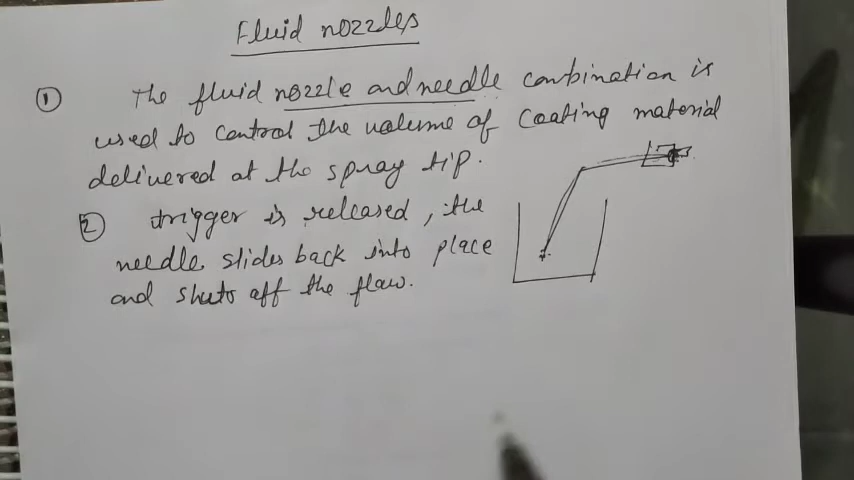 Fluid nozzles
① The fluid nozzle and needle combination is
used to control the volume of coating material
delivered at the spray tip.
② trigger is released, the
needle slides back into place
and shuts off the flow.